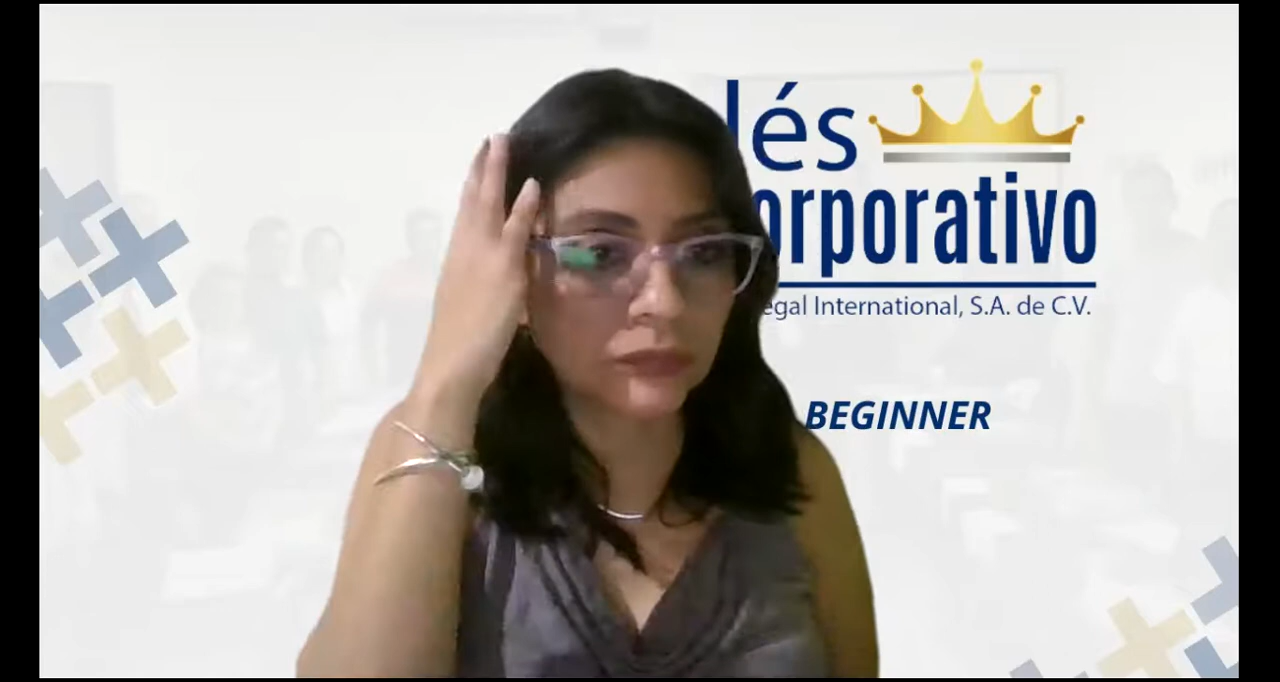 lés
orporativo
egal International, S.A. de C.V.
BEGINNER